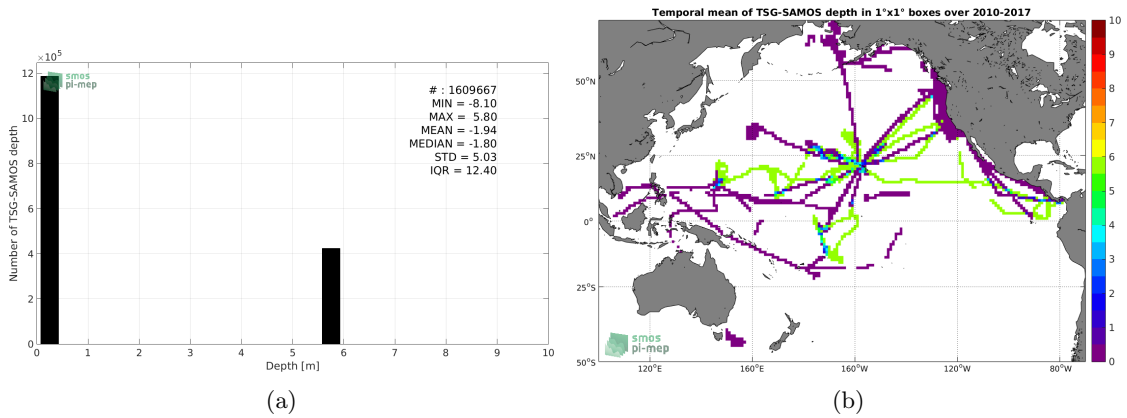 ×10⁵
12
10
8
6
4
2
0
Number of TSG-SAMOS depth
smos
pi-mep
# : 1609667
MIN = -8.10
MAX = 5.80
MEAN = -1.94
MEDIAN = -1.80
STD = 5.03
IQR = 12.40
0 1 2 3 4 5 6 7 8 9 10
Depth [m]
(a)
Temporal mean of TSG-SAMOS depth in 1°x1° boxes over 2010-2017
50°N
25°N
0°
25°S
50°S
smos
pi-mep
120°E 160°E 160°W 120°W 80°W
10
9
8
7
6
5
4
3
2
1
0
(b)